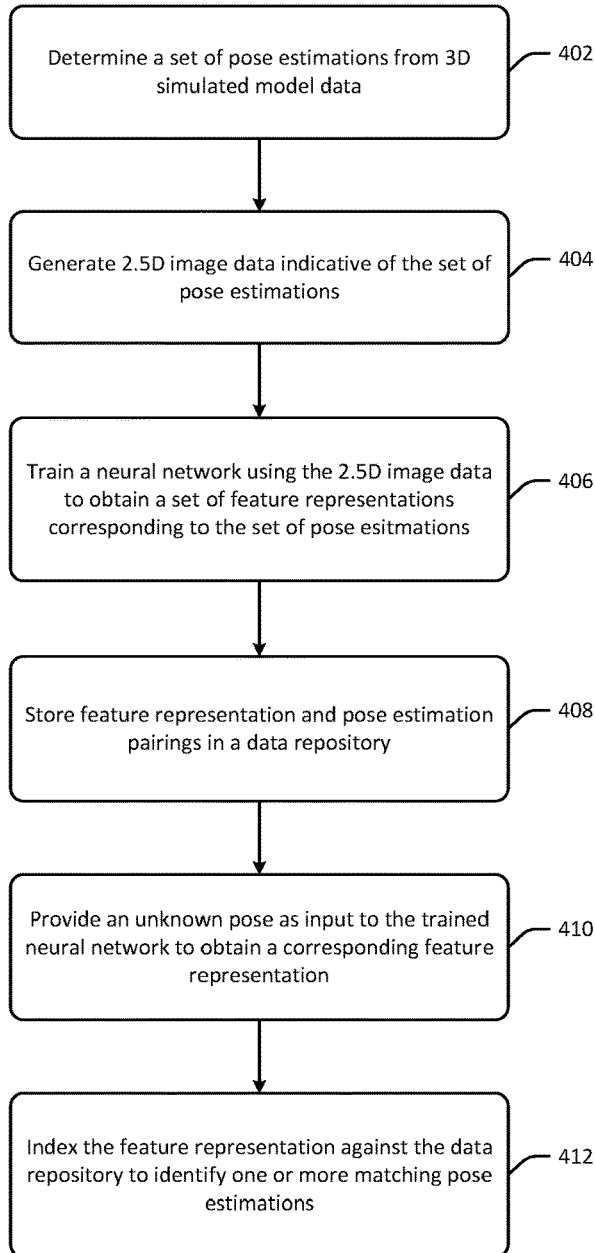 Determine a set of pose estimations from 3D
simulated model data
402
Generate 2.5D image data indicative of the set of
pose estimations
404
Train a neural network using the 2.5D image data
to obtain a set of feature representations
corresponding to the set of pose esitmations
406
Store feature representation and pose estimation
pairings in a data repository
408
Provide an unknown pose as input to the trained
neural network to obtain a corresponding feature
representation
410
Index the feature representation against the data
repository to identify one or more matching pose
estimations
412